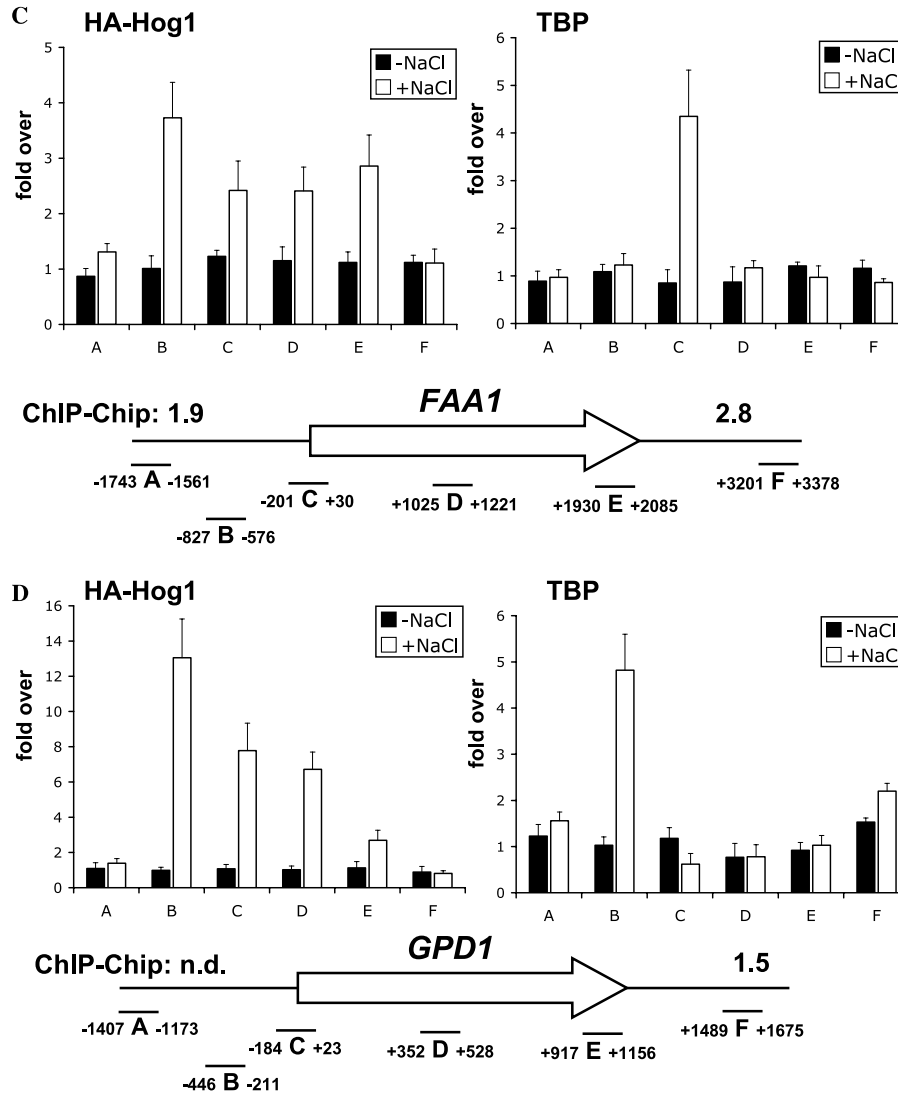 C
HA-Hog1
TBP
fold over
5
4
3
2
1
0
-NaCl
+NaCl
A B C D E F
fold over
6
5
4
3
2
1
0
-NaCl
+NaCl
A B C D E F
FAA1
ChIP-Chip: 1.9
2.8
-1743 A -1561
-201 C +30
+1025 D +1221
+1930 E +2085
+3201 F +3378
-827 B -576
D
HA-Hog1
TBP
fold over
16
14
12
10
8
6
4
2
0
-NaCl
+NaCl
A B C D E F
fold over
6
5
4
3
2
1
0
-NaCl
+NaCl
A B C D E F
GPD1
ChIP-Chip: n.d.
1.5
-1407 A -1173
-184 C +23
+352 D +528
+917 E +1156
+1489 F +1675
-446 B -211